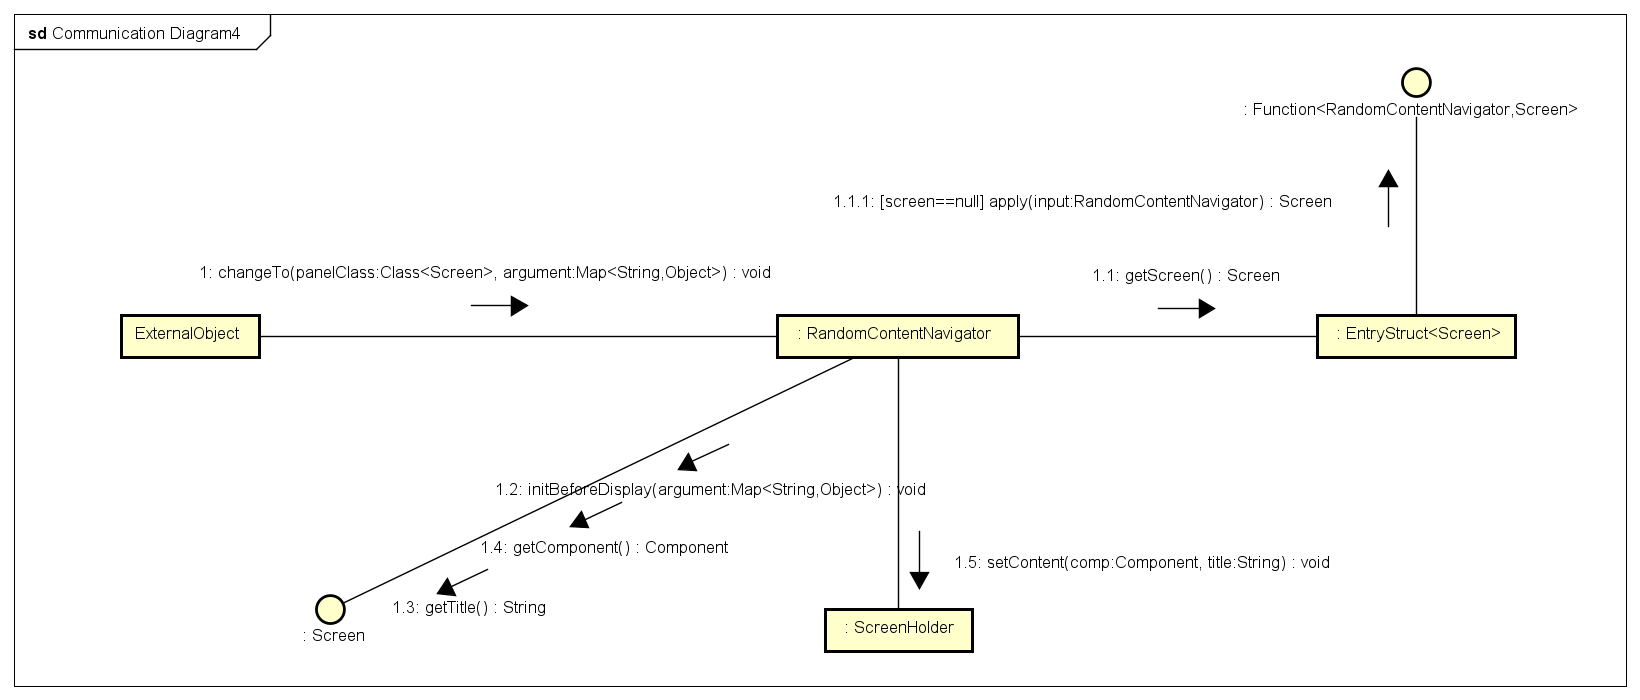 sd Communication Diagram4
: Function<RandomContentNavigator,Screen>
1.1.1: [screen==null] apply(input:RandomContentNavigator) : Screen
1: changeTo(panelClass:Class<Screen>, argument:Map<String,Object>) : void
1.1: getScreen() : Screen
ExternalObject
: RandomContentNavigator
: EntryStruct<Screen>
1.2: initBeforeDisplay(argument:Map<String,Object>) : void
1.4: getComponent() : Component
1.5: setContent(comp:Component, title:String) : void
1.3: getTitle() : String
: ScreenHolder
: Screen